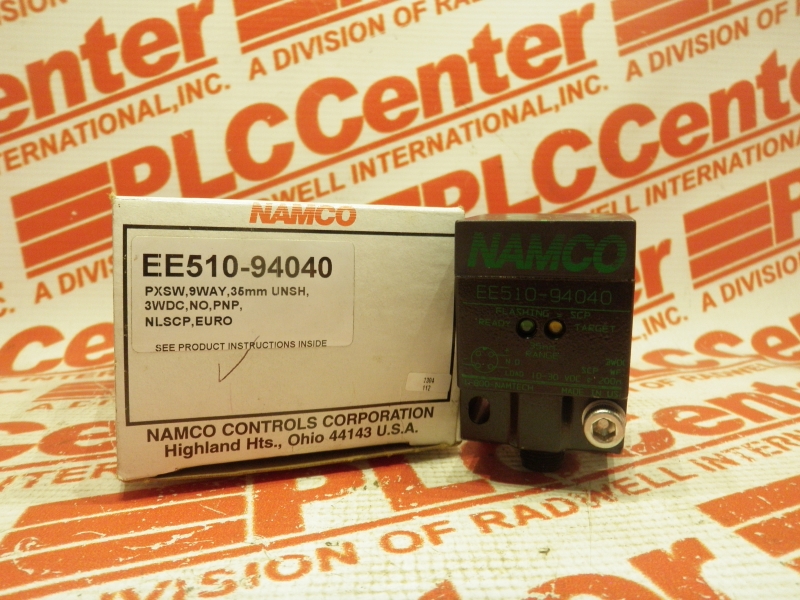 PLCCenter
A DIVISION OF RADWELL INTERNATIONAL, INC.
NAMCO
EE510-94040
PXSW,9WAY,35mm UNSH,
3WDC,NO,PNP,
NLSCP,EURO
SEE PRODUCT INSTRUCTIONS INSIDE
NAMCO CONTROLS CORPORATION
Highland Hts., Ohio 44143 U.S.A.
NAMCO
EE510-94040
FLASHING = SCP
READY TARGET